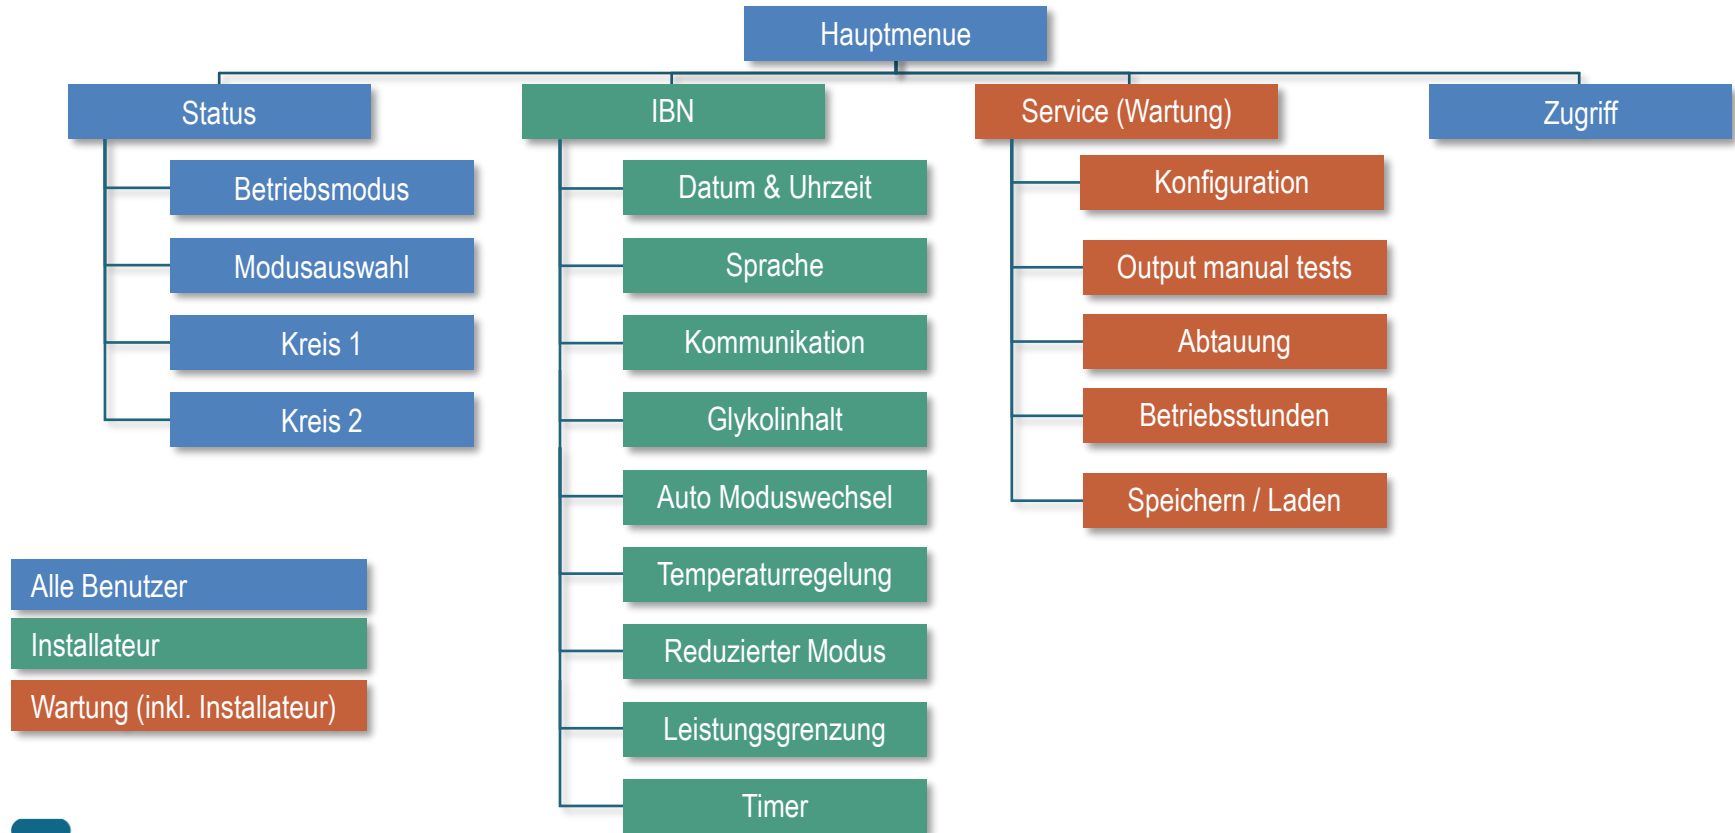 Hauptmenue
Status
IBN
Service (Wartung)
Zugriff
Betriebsmodus
Modusauswahl
Kreis 1
Kreis 2
Datum & Uhrzeit
Sprache
Kommunikation
Glykolinhalt
Auto Moduswechsel
Temperaturregelung
Reduzierter Modus
Leistungsgrenzung
Timer
Konfiguration
Output manual tests
Abtauung
Betriebsstunden
Speichern / Laden
Alle Benutzer
Installateur
Wartung (inkl. Installateur)